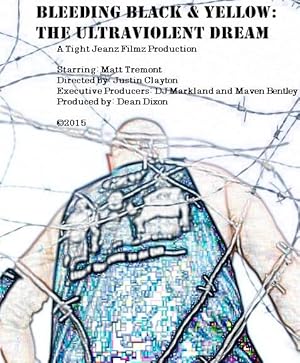 BLEEDING BLACK & YELLOW:
THE ULTRAVIOLENT DREAM
A Tight Jeanz Filmz Production
Starring: Matt Tremont
Directed by: Justin Clayton
Executive Producers: DJ Markland and Maven Bentley
Produced by: Dean Dixon
©2015